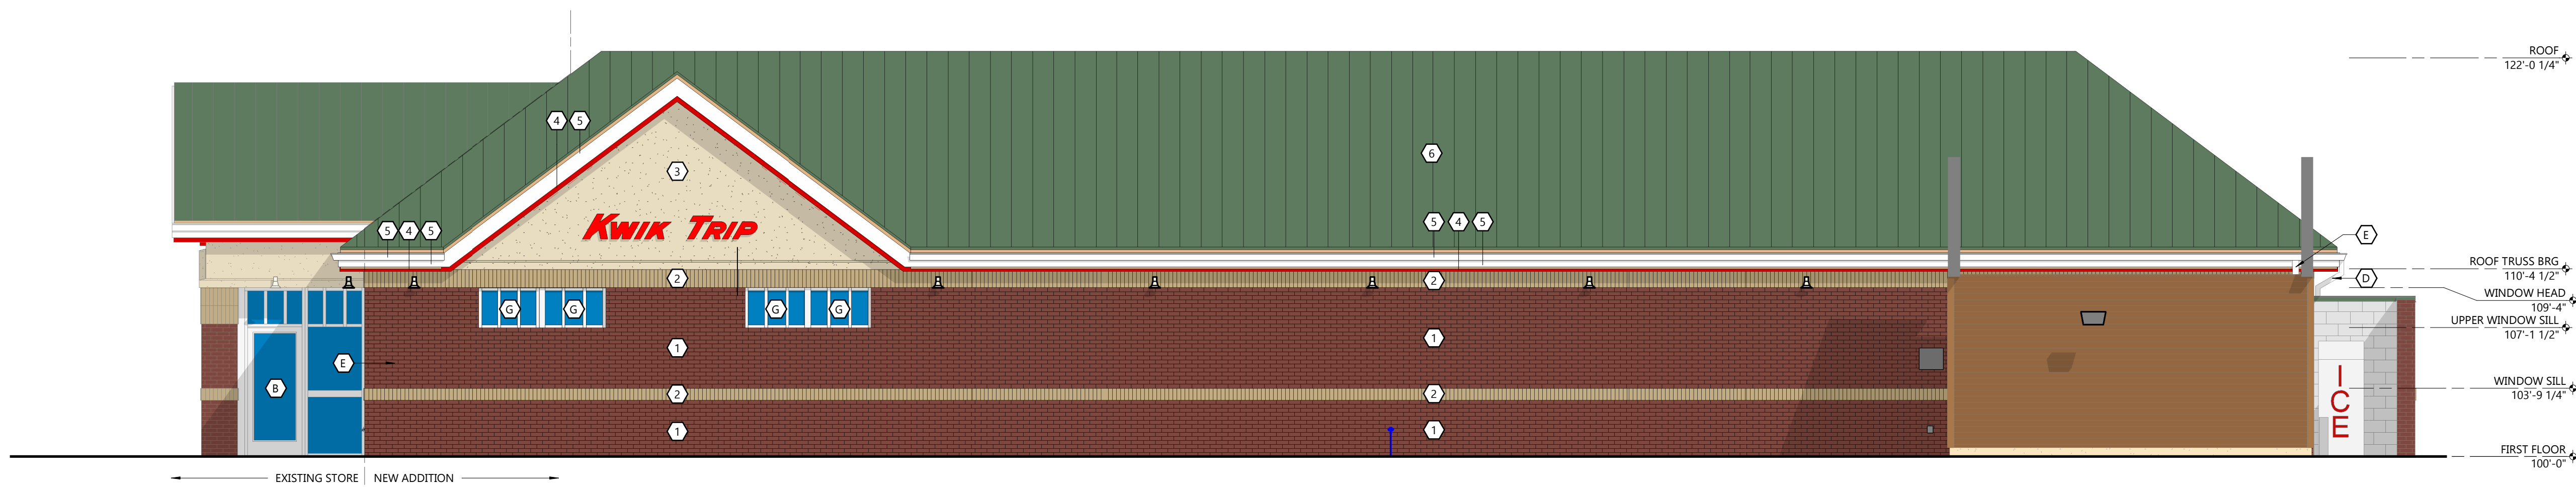 ROOF
122'-0 1/4"
4 5
3
6
KWIK TRIP
5 4 5
5 4 5
E
ROOF TRUSS BRG
110'-4 1/2"
D
2
2
WINDOW HEAD
109'-4"
G G G G
UPPER WINDOW SILL
107'-1 1/2"
1
1
E
B
WINDOW SILL
103'-9 1/4"
2
2
ICE
1
1
FIRST FLOOR
100'-0"
EXISTING STORE NEW ADDITION